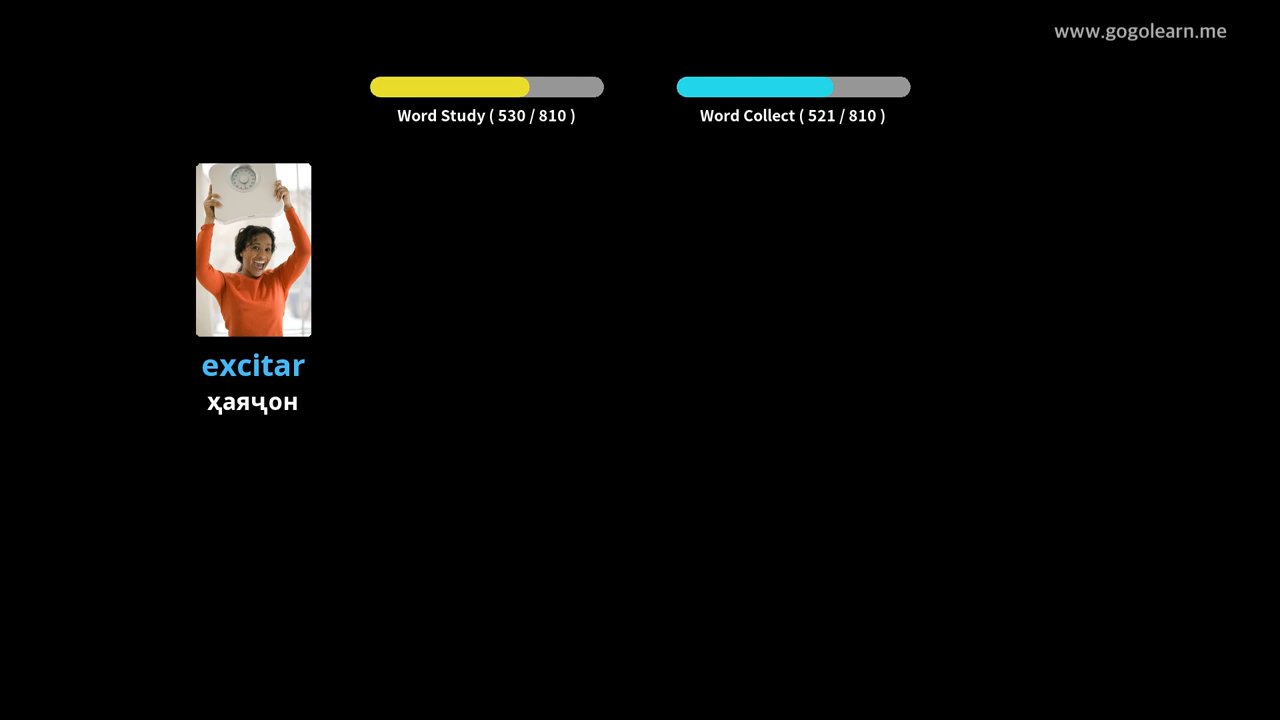 www.gogolearn.me
Word Study ( 530 / 810 )
Word Collect ( 521 / 810 )
excitar
ҳаяҷон